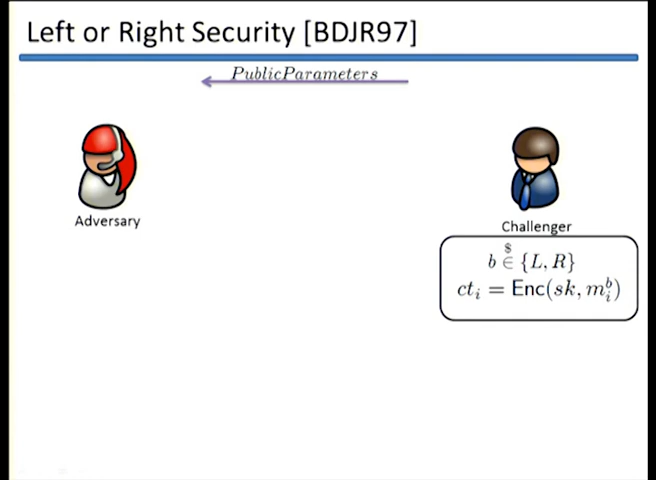 Left or Right Security [BDJR97]
PublicParameters
Adversary
Challenger
$
b ∈ {L, R}
ct_i = Enc(sk, m_i^b)